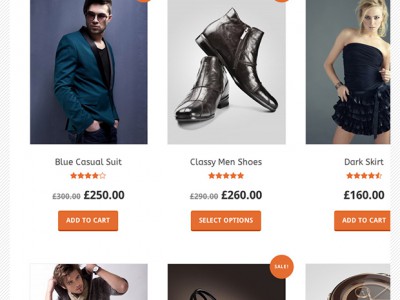 Blue Casual Suit
£300.00 £250.00
ADD TO CART
Classy Men Shoes
£290.00 £260.00
SELECT OPTIONS
Dark Skirt
£160.00
ADD TO CART
SALE!